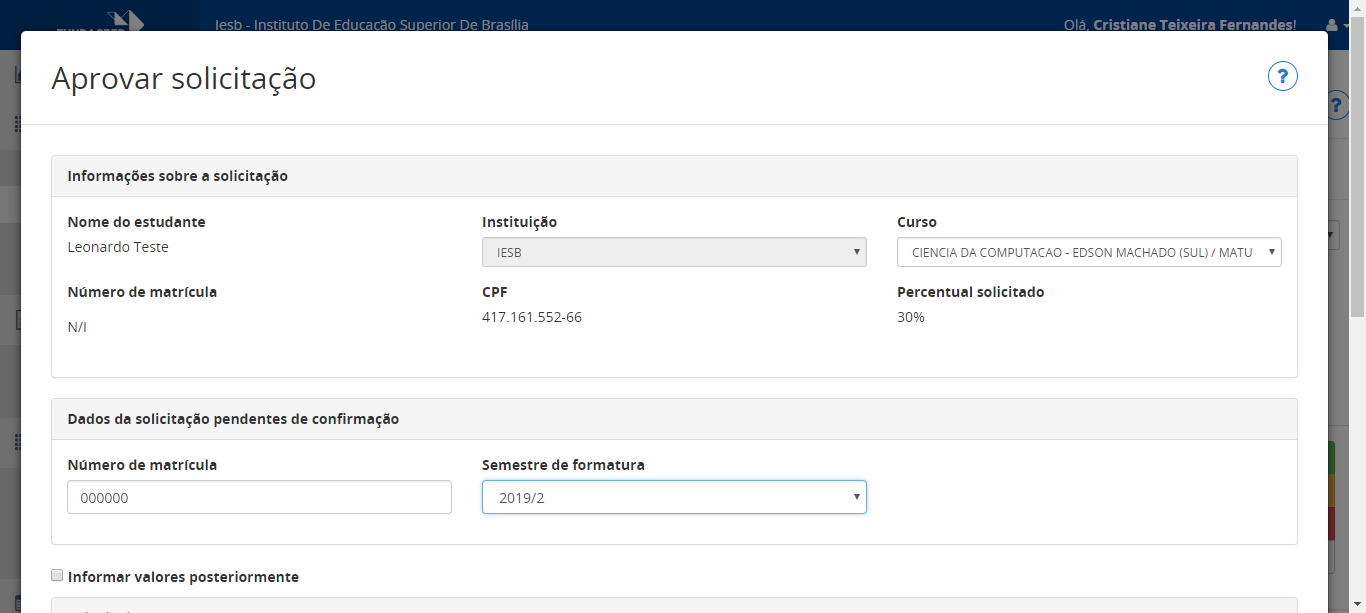 Iesb - Instituto De Educação Superior De Brasília
Olá, Cristiane Teixeira Fernandes!
Aprovar solicitação
?
?
Informações sobre a solicitação
Nome do estudante
Instituição
Curso
Leonardo Teste
IESB
CIENCIA DA COMPUTACAO - EDSON MACHADO (SUL) / MATU
Número de matrícula
CPF
Percentual solicitado
N/I
417.161.552-66
30%
Dados da solicitação pendentes de confirmação
Número de matrícula
Semestre de formatura
000000
2019/2
Informar valores posteriormente